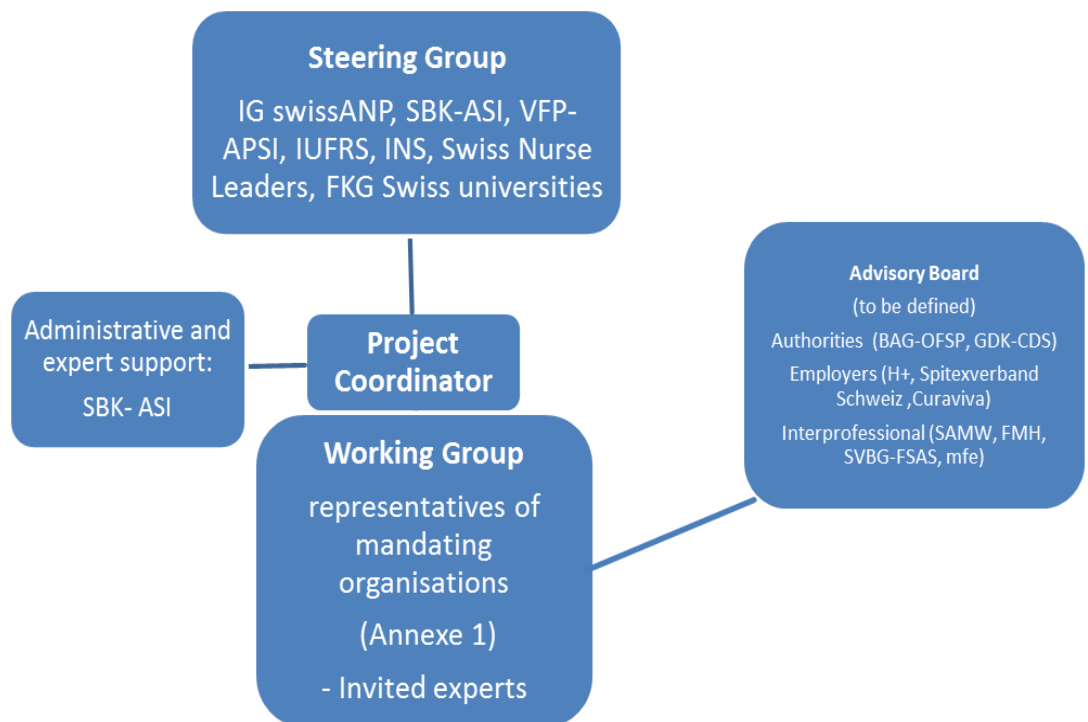 Steering Group
IG swissANP, SBK-ASI, VFP-
APSI, IUFRS, INS, Swiss Nurse
Leaders, FKG Swiss universities
Administrative and
expert support:
SBK- ASI
Project
Coordinator
Working Group
representatives of
mandating
organisations
(Annexe 1)
- Invited experts
Advisory Board
(to be defined)
Authorities (BAG-OFSP, GDK-CDS)
Employers (H+, Spitexverband
Schweiz ,Curaviva)
Interprofessional (SAMW, FMH,
SVBG-FSAS, mfe)